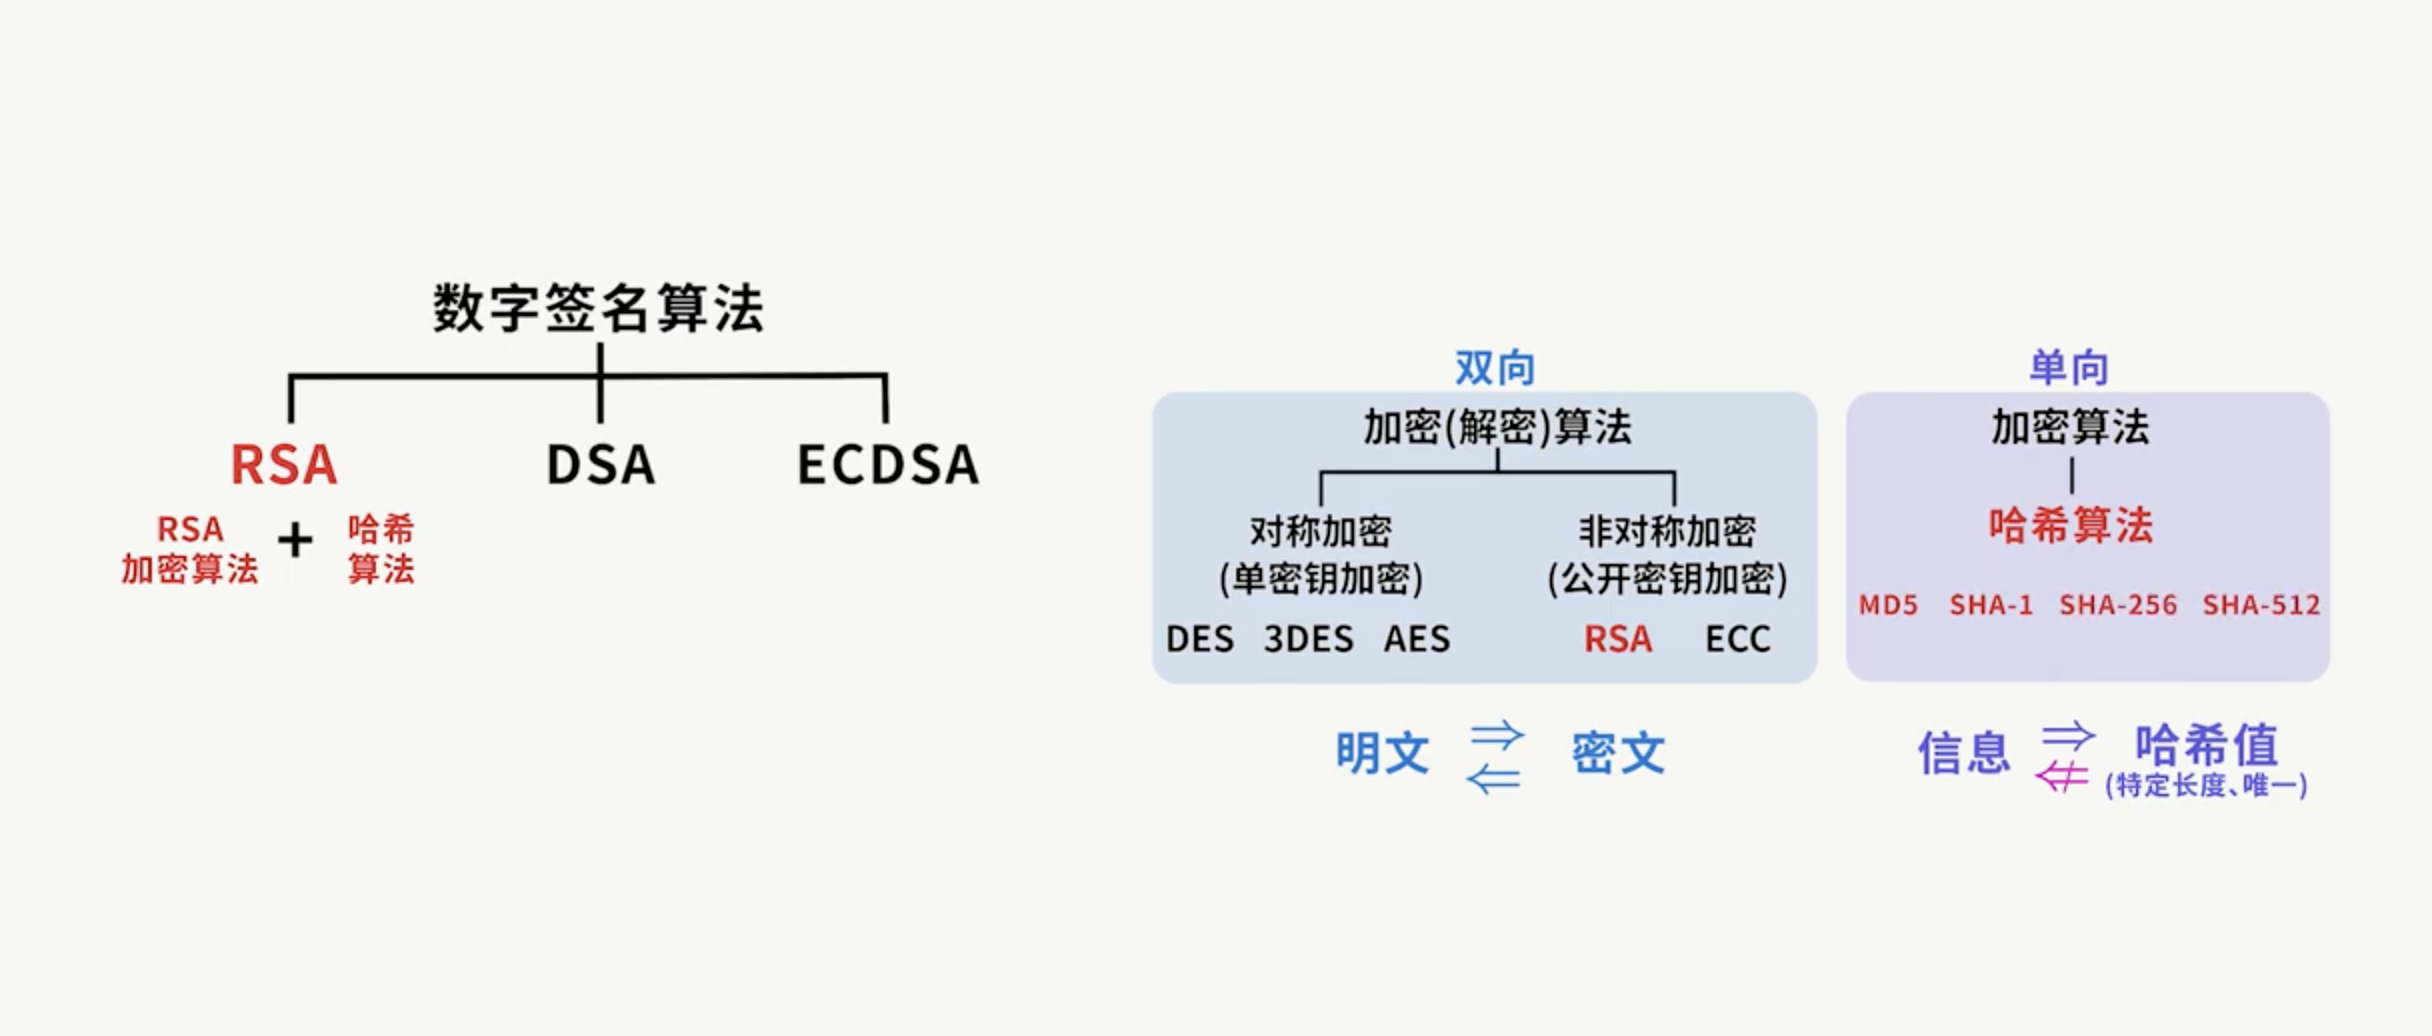 数字签名算法
RSA DSA ECDSA
RSA
加密算法
+
哈希
算法
双向
加密(解密)算法
对称加密
(单密钥加密)
DES 3DES AES
非对称加密
(公开密钥加密)
RSA ECC
明文 ⇒ ⇐ 密文
单向
加密算法
哈希算法
MD5 SHA-1 SHA-256 SHA-512
信息 ⇒ ⇍ 哈希值
(特定长度、唯一)